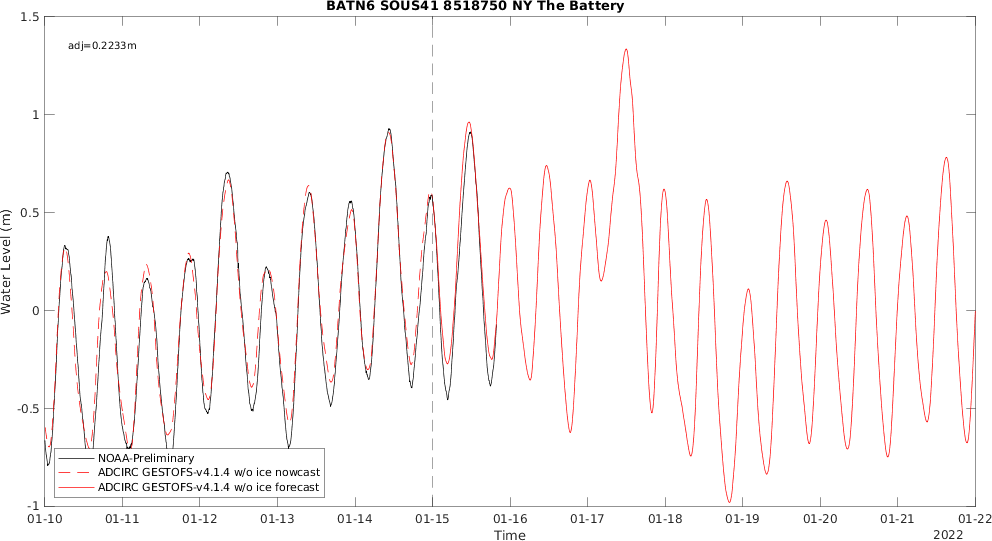 BATN6 SOUS41 8518750 NY The Battery
adj=0.2233m
1.5
1
0.5
0
-0.5
-1
Water Level (m)
NOAA-Preliminary
ADCIRC GESTOFS-v4.1.4 w/o ice nowcast
ADCIRC GESTOFS-v4.1.4 w/o ice forecast
01-10 01-11 01-12 01-13 01-14 01-15 01-16 01-17 01-18 01-19 01-20 01-21 01-22
Time
2022